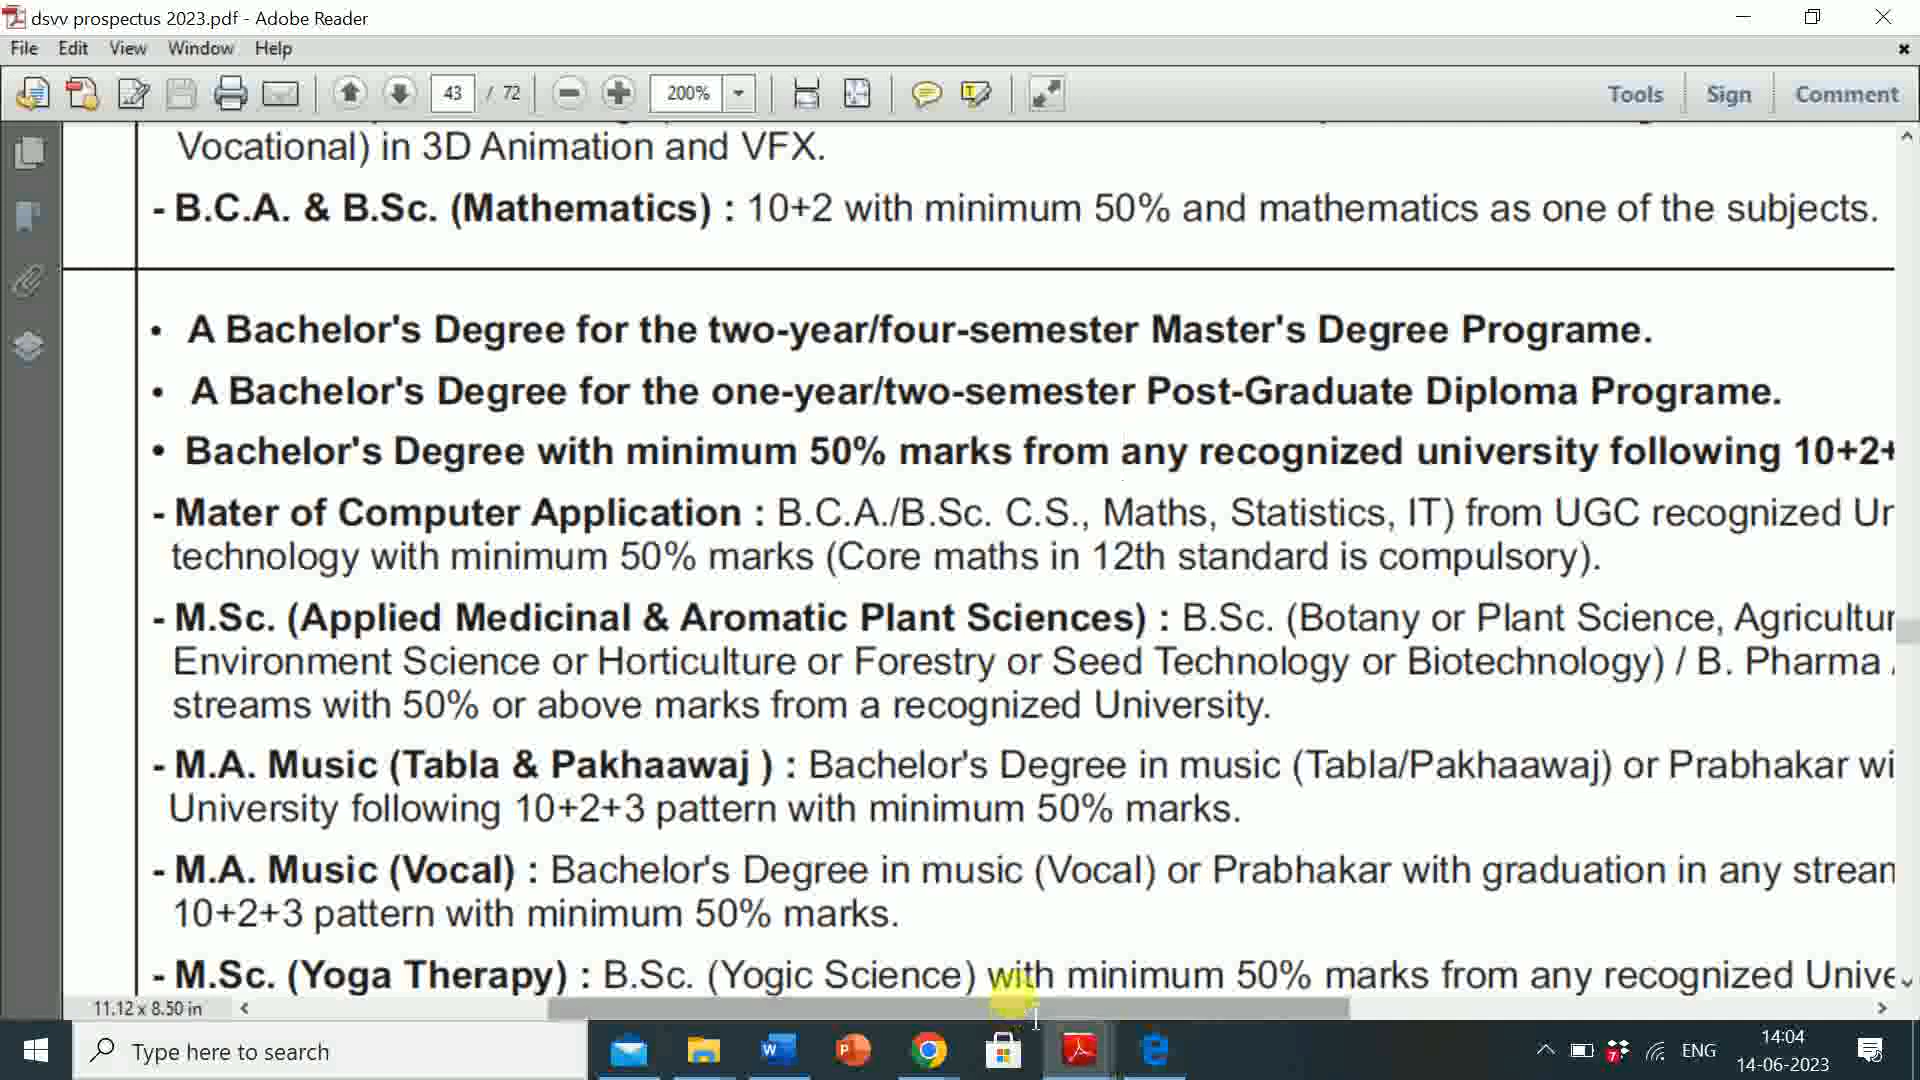 dsvv prospectus 2023.pdf - Adobe Reader
File Edit View Window Help
43 / 72 200% Tools Sign Comment
Vocational) in 3D Animation and VFX.
- B.C.A. & B.Sc. (Mathematics) : 10+2 with minimum 50% and mathematics as one of the subjects.
• A Bachelor's Degree for the two-year/four-semester Master's Degree Programe.
• A Bachelor's Degree for the one-year/two-semester Post-Graduate Diploma Programe.
• Bachelor's Degree with minimum 50% marks from any recognized university following 10+2+
- Mater of Computer Application : B.C.A./B.Sc. C.S., Maths, Statistics, IT) from UGC recognized Un
technology with minimum 50% marks (Core maths in 12th standard is compulsory).
- M.Sc. (Applied Medicinal & Aromatic Plant Sciences) : B.Sc. (Botany or Plant Science, Agricultur
Environment Science or Horticulture or Forestry or Seed Technology or Biotechnology) / B. Pharma
streams with 50% or above marks from a recognized University.
- M.A. Music (Tabla & Pakhaawaj ) : Bachelor's Degree in music (Tabla/Pakhaawaj) or Prabhakar wi
University following 10+2+3 pattern with minimum 50% marks.
- M.A. Music (Vocal) : Bachelor's Degree in music (Vocal) or Prabhakar with graduation in any stream
10+2+3 pattern with minimum 50% marks.
- M.Sc. (Yoga Therapy) : B.Sc. (Yogic Science) with minimum 50% marks from any recognized Unive
11.12 x 8.50 in
Type here to search
7 ENG 14:04
14-06-2023